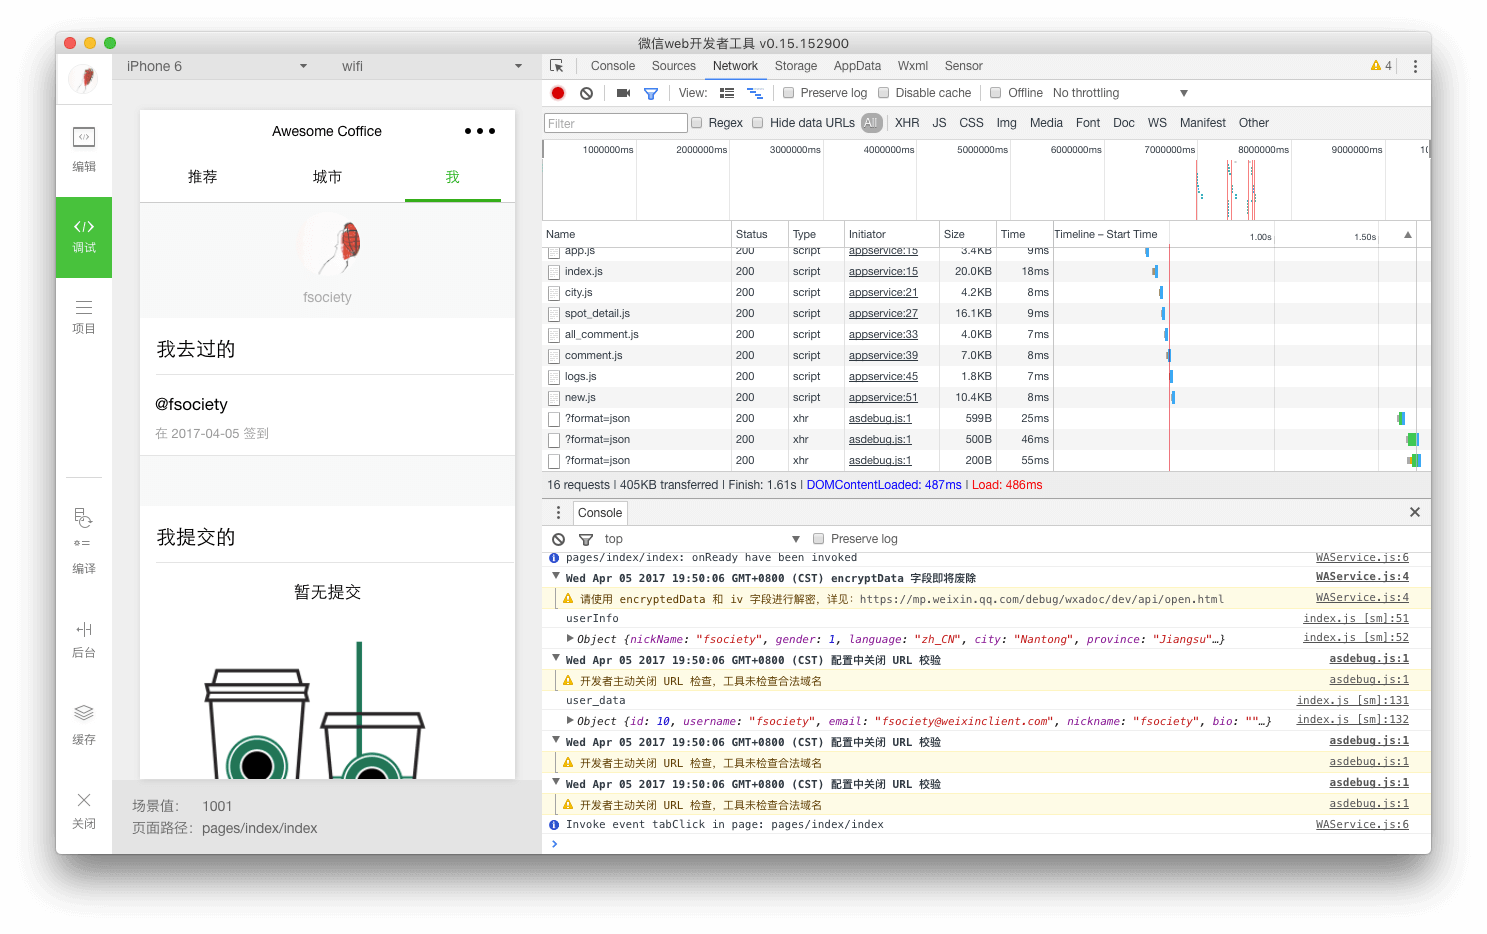 微信web开发者工具 v0.15.152900
iPhone 6 wifi
编辑
调试
项目
编译
后台
缓存
关闭
Awesome Coffice
推荐 城市 我
fsociety
我去过的
@fsociety
在 2017-04-05 签到
我提交的
暂无提交
场景值： 1001
页面路径： pages/index/index
Console Sources Network Storage AppData Wxml Sensor 4
View: Preserve log Disable cache Offline No throttling
Filter Regex Hide data URLs All XHR JS CSS Img Media Font Doc WS Manifest Other
1000000ms 2000000ms 3000000ms 4000000ms 5000000ms 6000000ms 7000000ms 8000000ms 9000000ms 10
Name Status Type Initiator Size Time Timeline – Start Time 1.00s 1.50s
app.js 200 script appservice:15 3.4KB 9ms
index.js 200 script appservice:15 20.0KB 18ms
city.js 200 script appservice:21 4.2KB 8ms
spot_detail.js 200 script appservice:27 16.1KB 9ms
all_comment.js 200 script appservice:33 4.0KB 7ms
comment.js 200 script appservice:39 7.0KB 8ms
logs.js 200 script appservice:45 1.8KB 7ms
new.js 200 script appservice:51 10.4KB 8ms
?format=json 200 xhr asdebug.js:1 599B 25ms
?format=json 200 xhr asdebug.js:1 500B 46ms
?format=json 200 xhr asdebug.js:1 200B 55ms
16 requests | 405KB transferred | Finish: 1.61s | DOMContentLoaded: 487ms | Load: 486ms
Console
top Preserve log
pages/index/index: onReady have been invoked WAService.js:6
Wed Apr 05 2017 19:50:06 GMT+0800 (CST) encryptData 字段即将废除 WAService.js:4
请使用 encryptedData 和 iv 字段进行解密，详见：https://mp.weixin.qq.com/debug/wxadoc/dev/api/open.html WAService.js:4
userInfo index.js [sm]:51
Object {nickName: "fsociety", gender: 1, language: "zh_CN", city: "Nantong", province: "Jiangsu"…} index.js [sm]:52
Wed Apr 05 2017 19:50:06 GMT+0800 (CST) 配置中关闭 URL 校验 asdebug.js:1
开发者主动关闭 URL 检查，工具未检查合法域名 asdebug.js:1
user_data index.js [sm]:131
Object {id: 10, username: "fsociety", email: "fsociety@weixinclient.com", nickname: "fsociety", bio: ""…} index.js [sm]:132
Wed Apr 05 2017 19:50:06 GMT+0800 (CST) 配置中关闭 URL 校验 asdebug.js:1
开发者主动关闭 URL 检查，工具未检查合法域名 asdebug.js:1
Wed Apr 05 2017 19:50:06 GMT+0800 (CST) 配置中关闭 URL 校验 asdebug.js:1
开发者主动关闭 URL 检查，工具未检查合法域名 asdebug.js:1
Invoke event tabClick in page: pages/index/index WAService.js:6